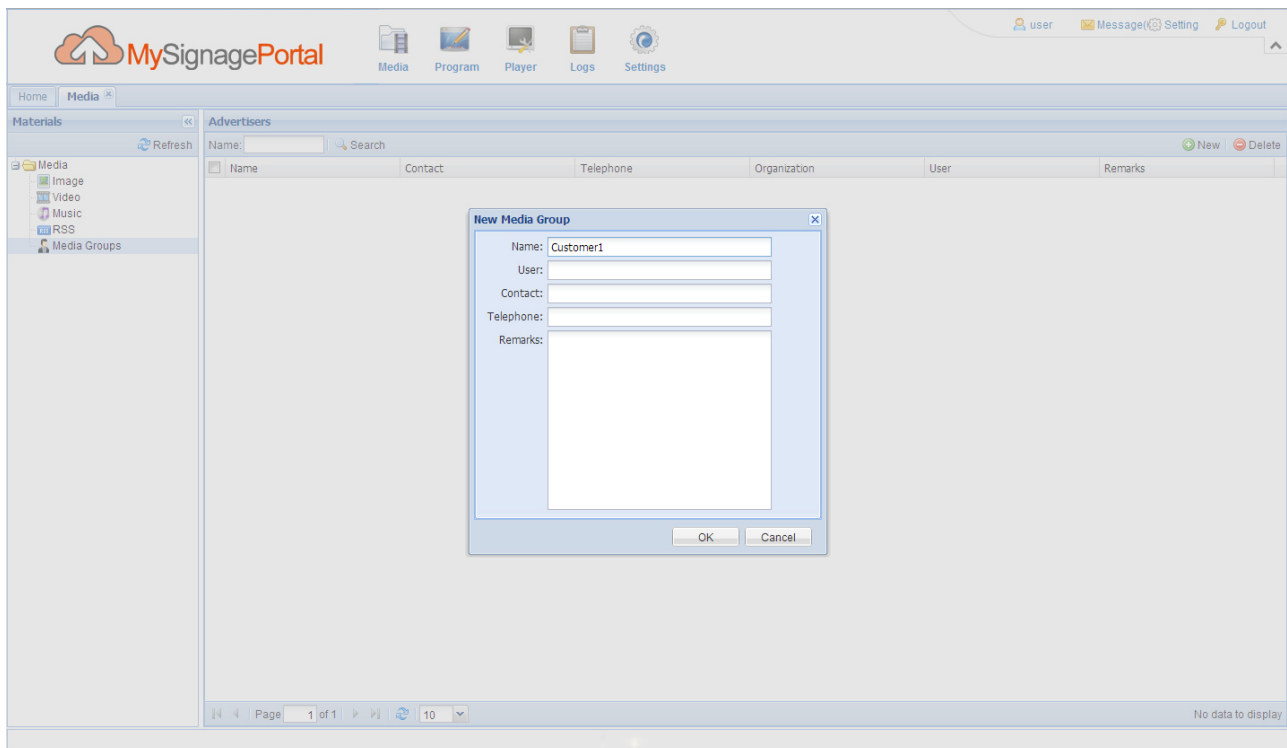 user Message( Setting Logout
MySignagePortal
Media Program Player Logs Settings
Home Media
Materials Advertisers
Refresh Name: Search New Delete
Media Name Contact Telephone Organization User Remarks
Image
Video
Music
RSS
Media Groups
New Media Group
Name: Customer1
User:
Contact:
Telephone:
Remarks:
OK Cancel
Page 1 of 1 10 No data to display